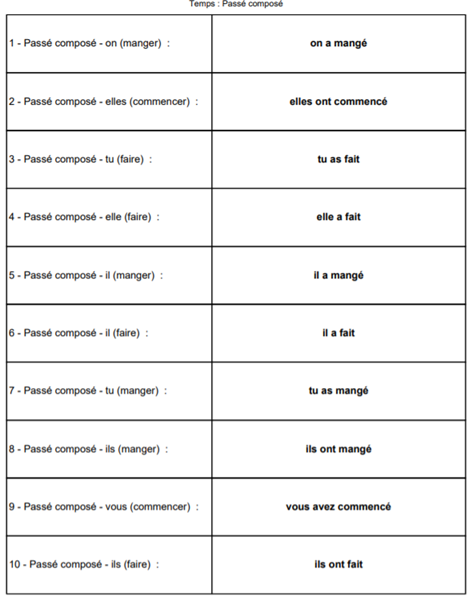 Temps : Passé composé
1 - Passé composé - on (manger) :
on a mangé
2 - Passé composé - elles (commencer) :
elles ont commencé
3 - Passé composé - tu (faire) :
tu as fait
4 - Passé composé - elle (faire) :
elle a fait
5 - Passé composé - il (manger) :
il a mangé
6 - Passé composé - il (faire) :
il a fait
7 - Passé composé - tu (manger) :
tu as mangé
8 - Passé composé - ils (manger) :
ils ont mangé
9 - Passé composé - vous (commencer) :
vous avez commencé
10 - Passé composé - ils (faire) :
ils ont fait